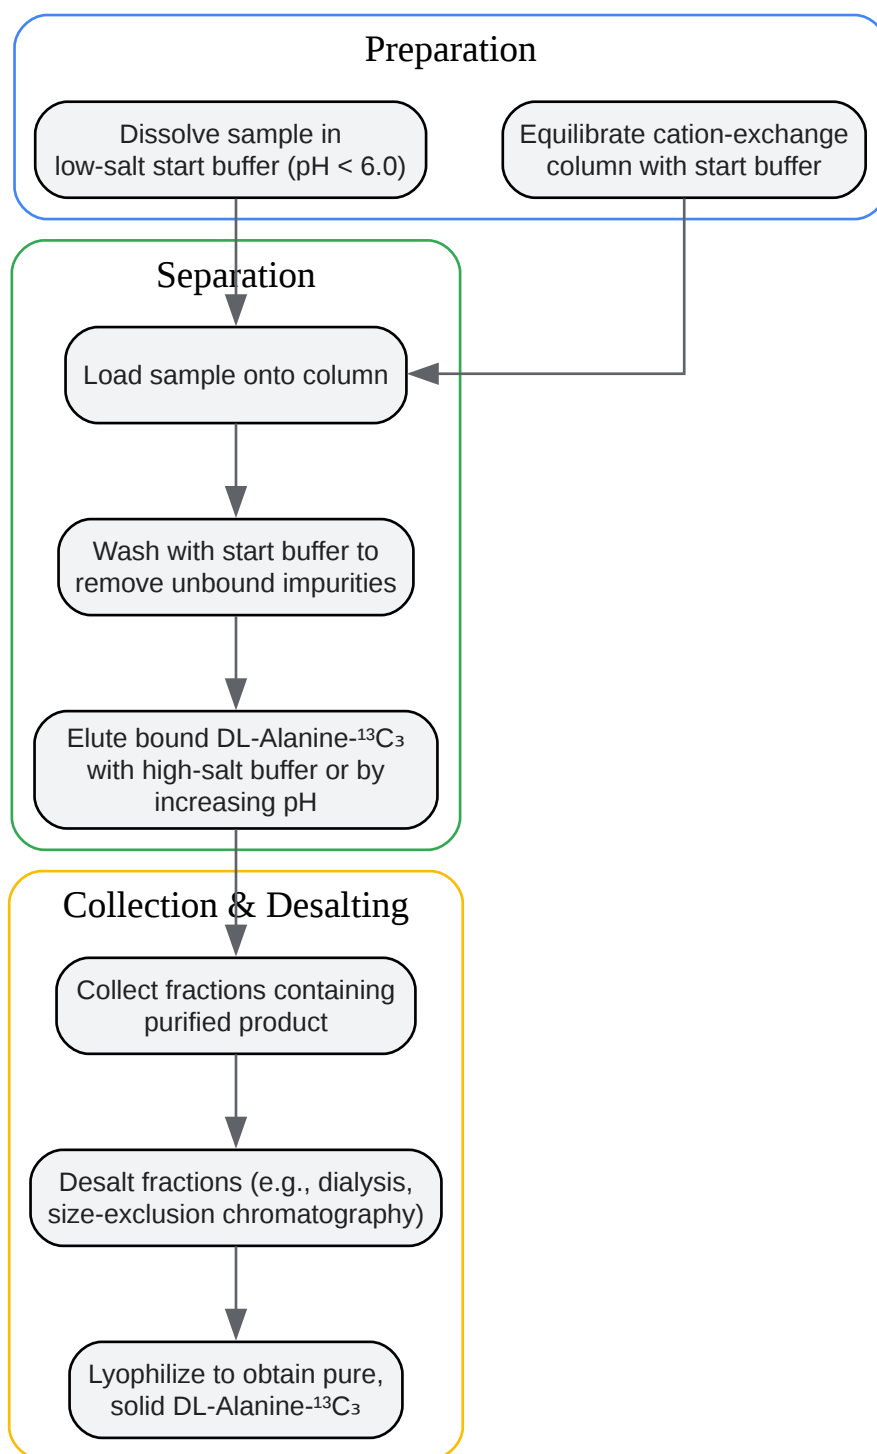 Preparation
Dissolve sample in
low-salt start buffer (pH < 6.0)
Equilibrate cation-exchange
column with start buffer
Separation
Load sample onto column
Wash with start buffer to
remove unbound impurities
Elute bound DL-Alanine-¹³C₃
with high-salt buffer or by
increasing pH
Collection & Desalting
Collect fractions containing
purified product
Desalt fractions (e.g., dialysis,
size-exclusion chromatography)
Lyophilize to obtain pure,
solid DL-Alanine-¹³C₃